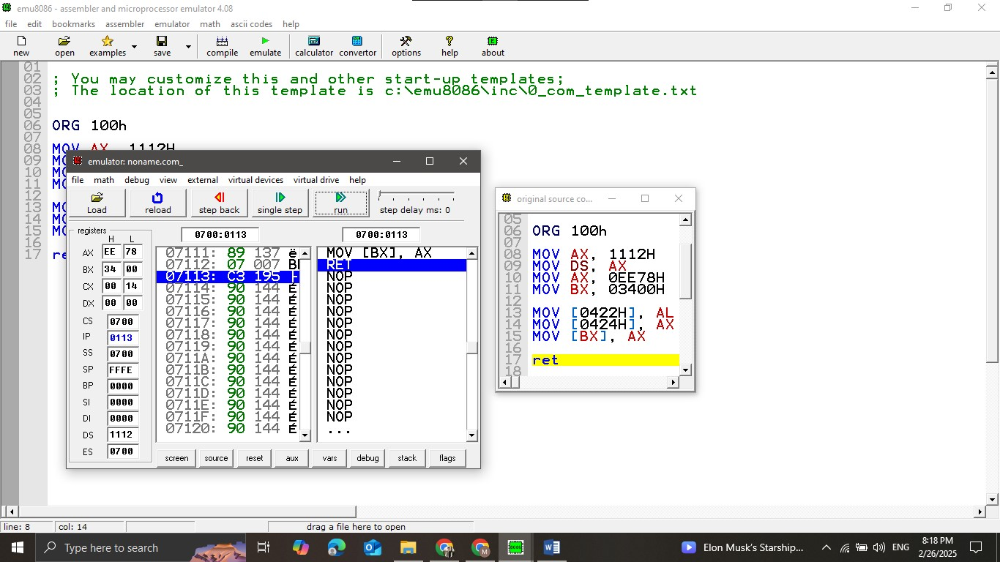 emu8086 - assembler and microprocessor emulator 4.08
file edit bookmarks assembler emulator math ascii codes help
new open examples save compile emulate calculator convertor options help about
01
02 ; You may customize this and other start-up templates;
03 ; The location of this template is c:\emu8086\inc\0_com_template.txt
04
05
06 ORG 100h
07
08 MOV AX, 1112H
09
10
11
12
13
14
15
16
17
emulator: noname.com_
file math debug view external virtual devices virtual drive help
Load reload step back single step run step delay ms: 0
registers
H L
AX EE 78
BX 34 00
CX 00 14
DX 00 00
CS 0700
IP 0113
SS 0700
SP FFFE
BP 0000
SI 0000
DI 0000
DS 1112
ES 0700
0700:0113
07111: 89 137 ë
07112: 07 007
07113: C3 195
07114: 90 144 É
07115: 90 144 É
07116: 90 144 É
07117: 90 144 É
07118: 90 144 É
07119: 90 144 É
0711A: 90 144 É
0711B: 90 144 É
0711C: 90 144 É
0711D: 90 144 É
0711E: 90 144 É
0711F: 90 144 É
07120: 90 144 É
0700:0113
MOV [BX], AX
RET
NOP
NOP
NOP
NOP
NOP
NOP
NOP
NOP
NOP
NOP
NOP
NOP
NOP
...
screen source reset aux vars debug stack flags
original source co...
05
06 ORG 100h
07
08 MOV AX, 1112H
09 MOV DS, AX
10 MOV AX, 0EE78H
11 MOV BX, 03400H
12
13 MOV [0422H], AL
14 MOV [0424H], AX
15 MOV [BX], AX
16
17 ret
18
line: 8 col: 14 drag a file here to open
Type here to search
Elon Musk's Starship... ENG
8:18 PM
2/26/2025